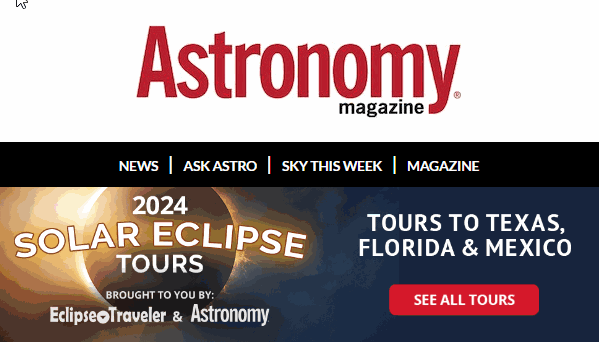 Astronomy®
magazine
NEWS | ASK ASTRO | SKY THIS WEEK | MAGAZINE
2024
SOLAR ECLIPSE
TOURS
BROUGHT TO YOU BY:
Eclipse Traveler & Astronomy
TOURS TO TEXAS,
FLORIDA & MEXICO
SEE ALL TOURS